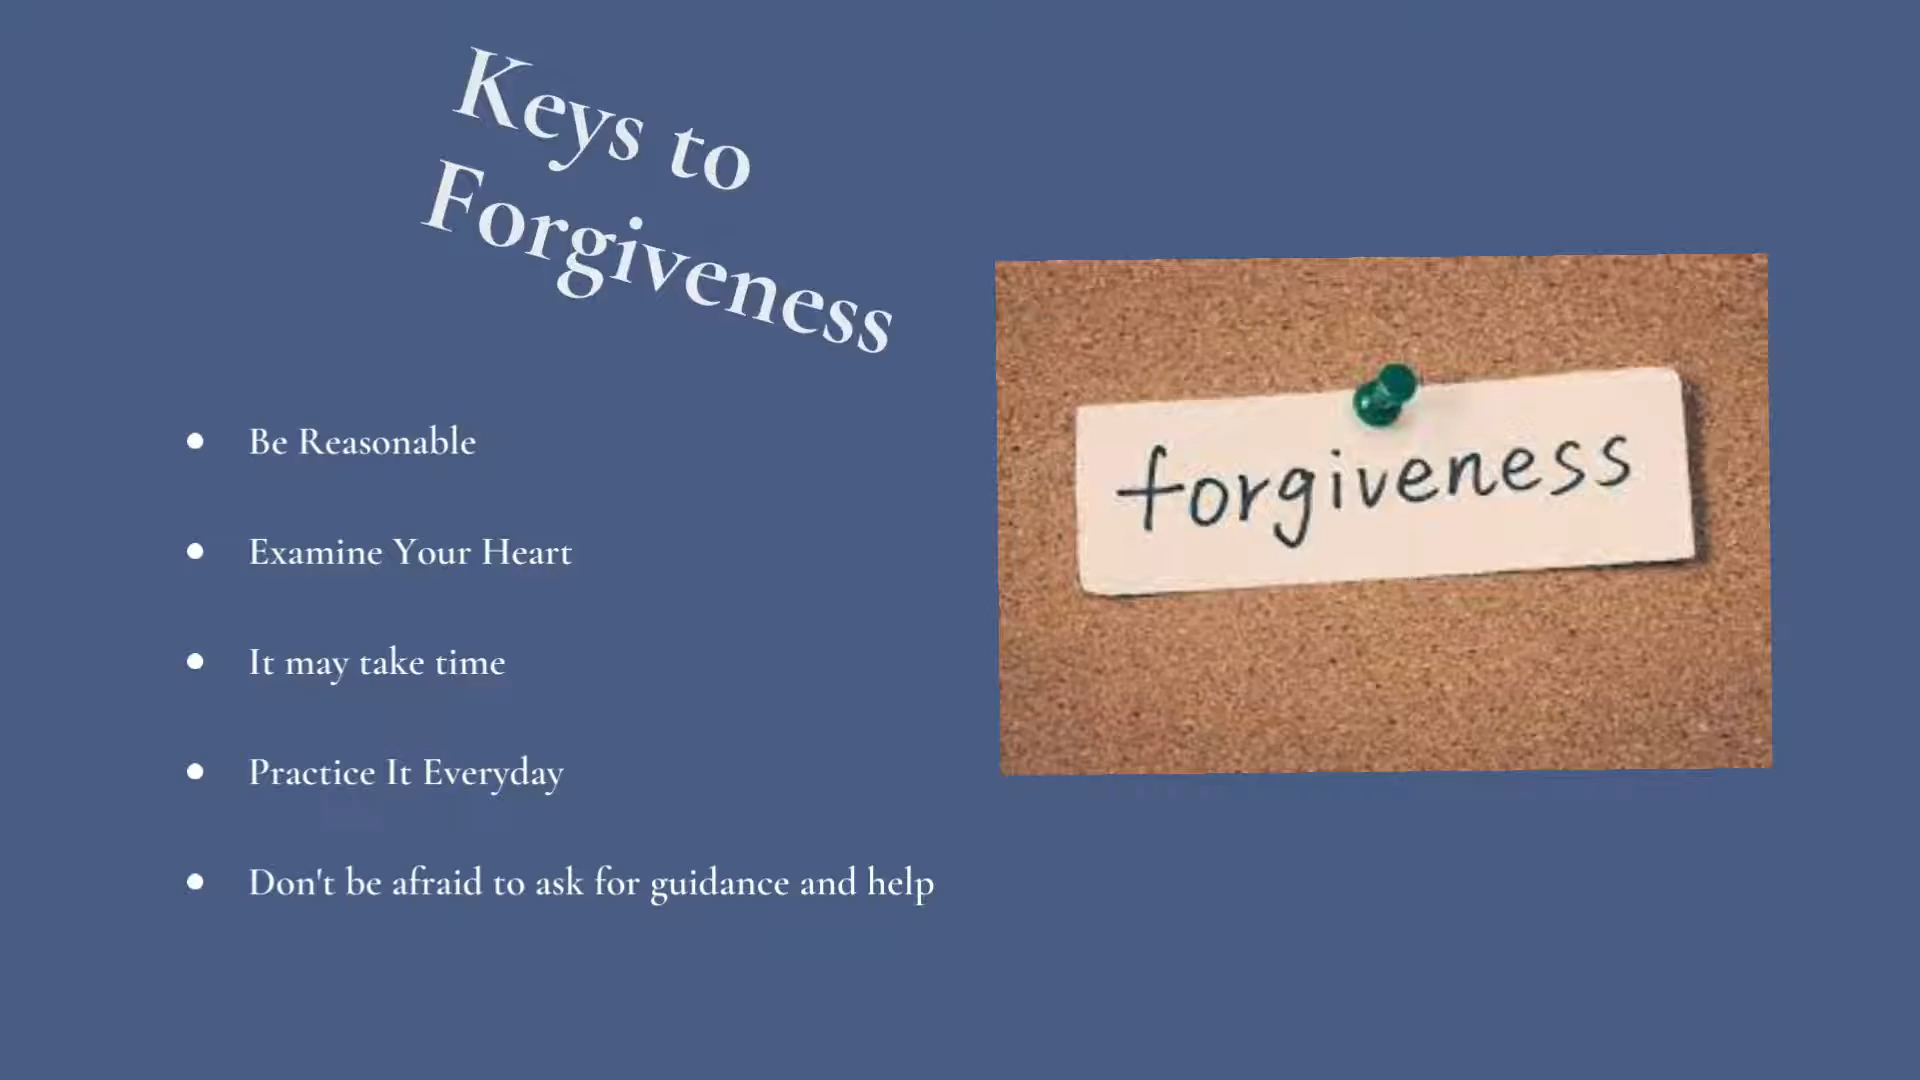 Keys to
Forgiveness
Be Reasonable
Examine Your Heart
It may take time
Practice It Everyday
Don't be afraid to ask for guidance and help
forgiveness